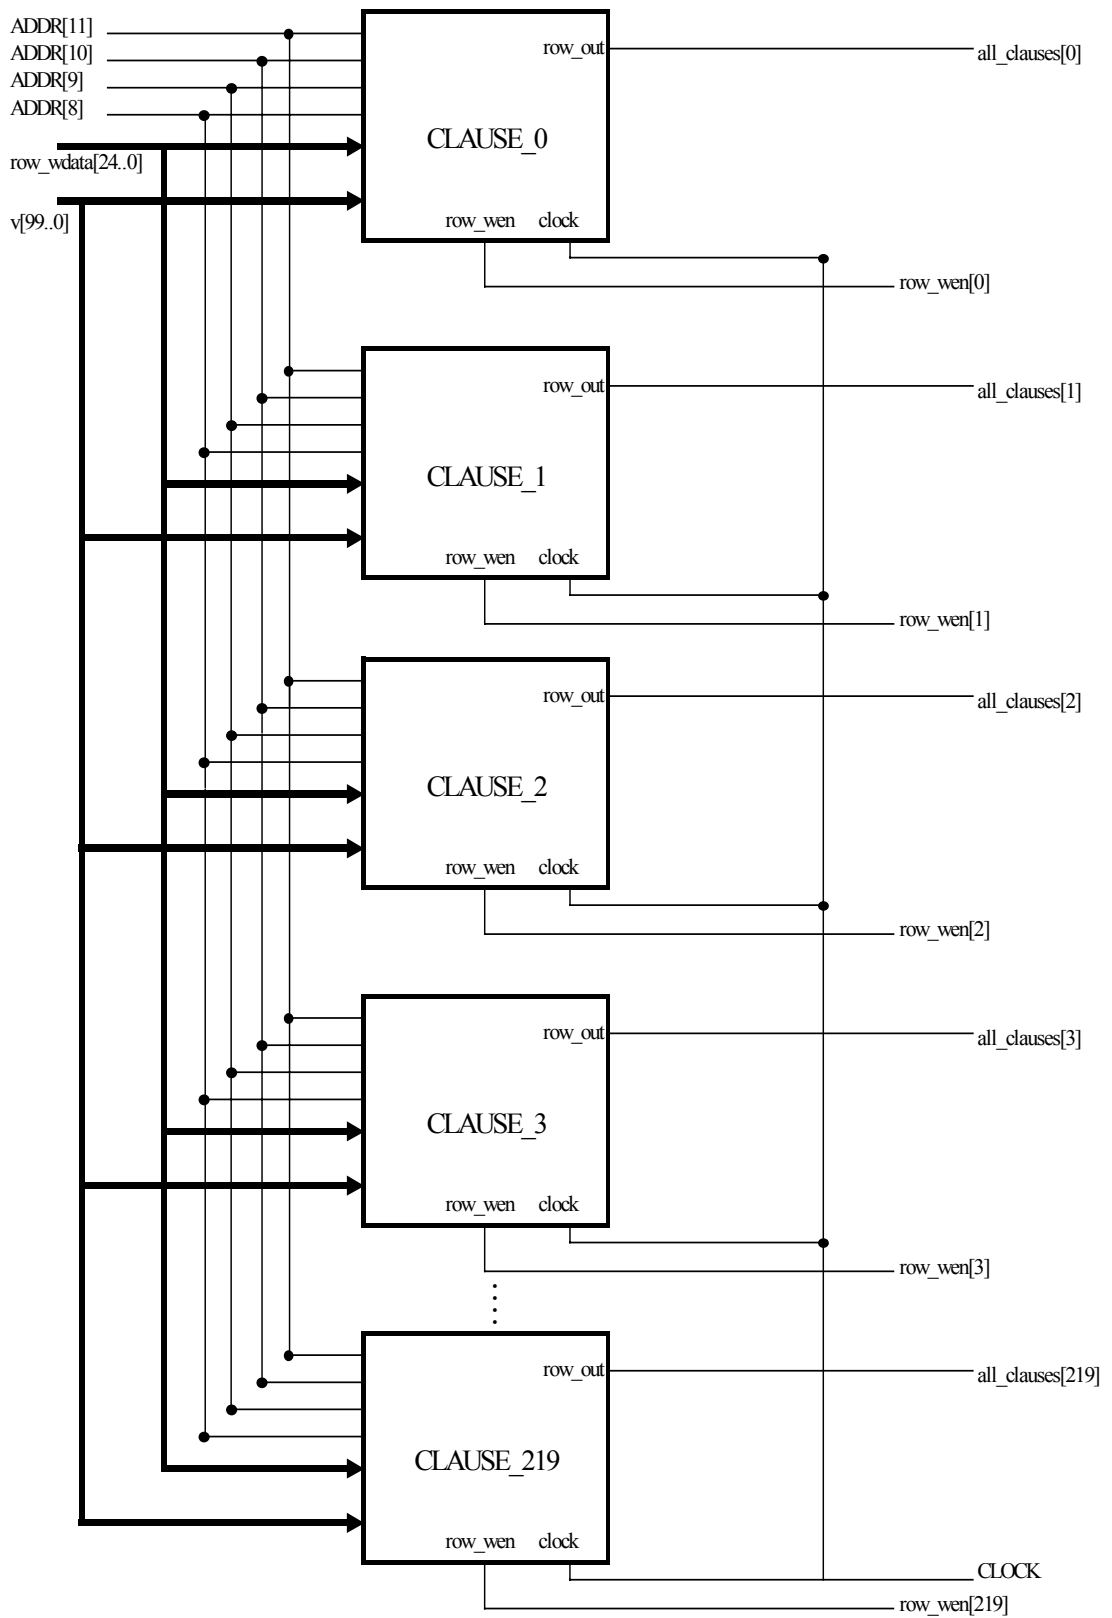 ADDR[11]
ADDR[10]
ADDR[9]
ADDR[8]
row_wdata[24..0]
v[99..0]
row_out
all_clauses[0]
CLAUSE_0
row_wen clock
row_wen[0]
row_out
all_clauses[1]
CLAUSE_1
row_wen clock
row_wen[1]
row_out
all_clauses[2]
CLAUSE_2
row_wen clock
row_wen[2]
row_out
all_clauses[3]
CLAUSE_3
row_wen clock
row_wen[3]
row_out
all_clauses[219]
CLAUSE_219
row_wen clock
CLOCK
row_wen[219]